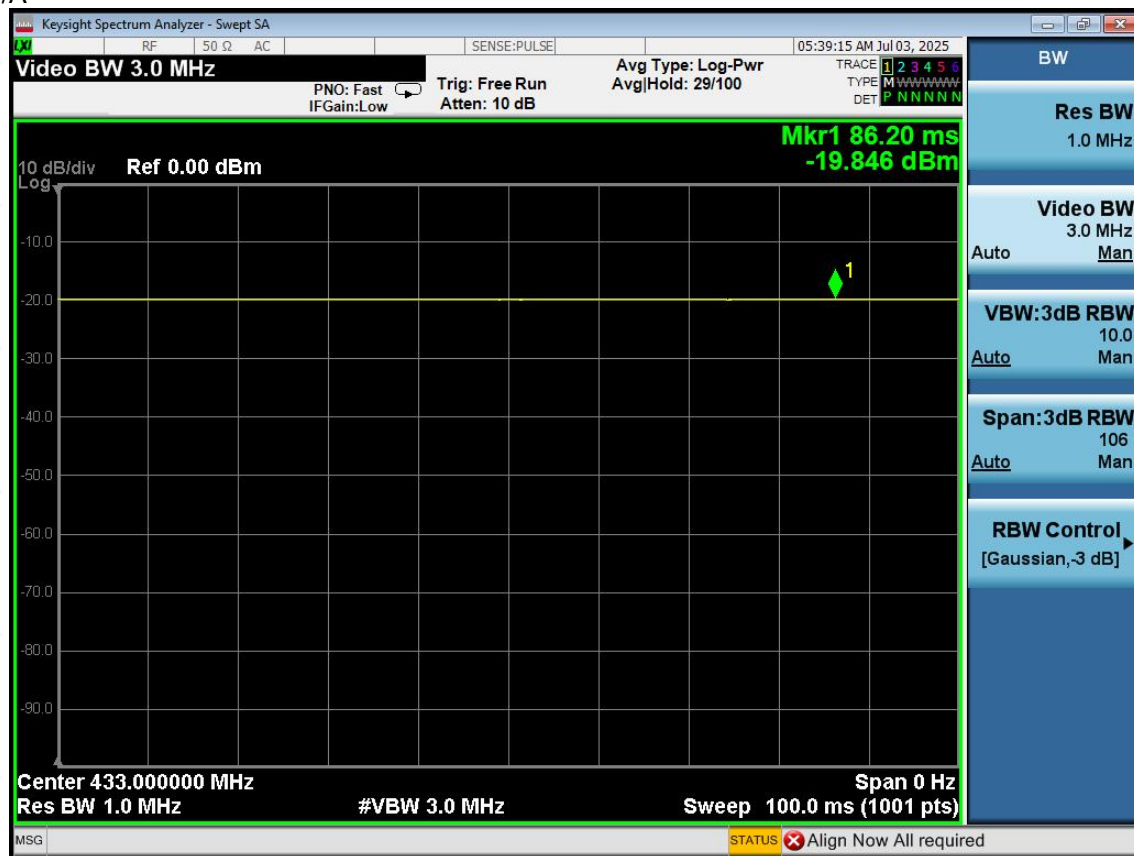 Keysight Spectrum Analyzer - Swept SA
LXI RF 50 Ω AC SENSE:PULSE 05:39:15 AM Jul 03, 2025
Video BW 3.0 MHz
PNO: Fast
IFGain:Low
Trig: Free Run
Atten: 10 dB
Avg Type: Log-Pwr
Avg|Hold: 29/100
TRACE 1 2 3 4 5 6
TYPE M WWWWW
DET P N N N N N
Mkr1 86.20 ms
-19.846 dBm
10 dB/div Ref 0.00 dBm
Log
-10.0
1
-20.0
-30.0
-40.0
-50.0
-60.0
-70.0
-80.0
-90.0
Center 433.000000 MHz Span 0 Hz
Res BW 1.0 MHz #VBW 3.0 MHz Sweep 100.0 ms (1001 pts)
MSG STATUS Align Now All required
BW
Res BW
1.0 MHz
Video BW
3.0 MHz
Auto Man
VBW:3dB RBW
10.0
Auto Man
Span:3dB RBW
106
Auto Man
RBW Control
[Gaussian,-3 dB]